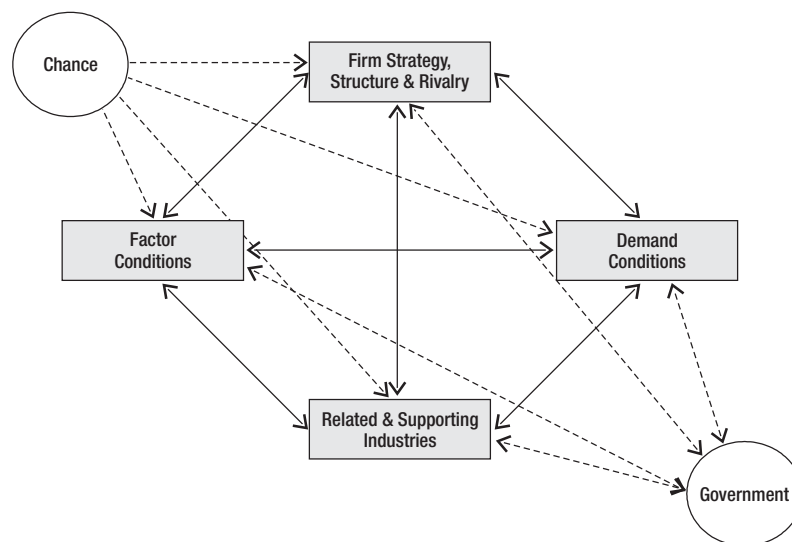 Chance
Firm Strategy,
Structure & Rivalry
Factor
Conditions
Demand
Conditions
Related & Supporting
Industries
Government